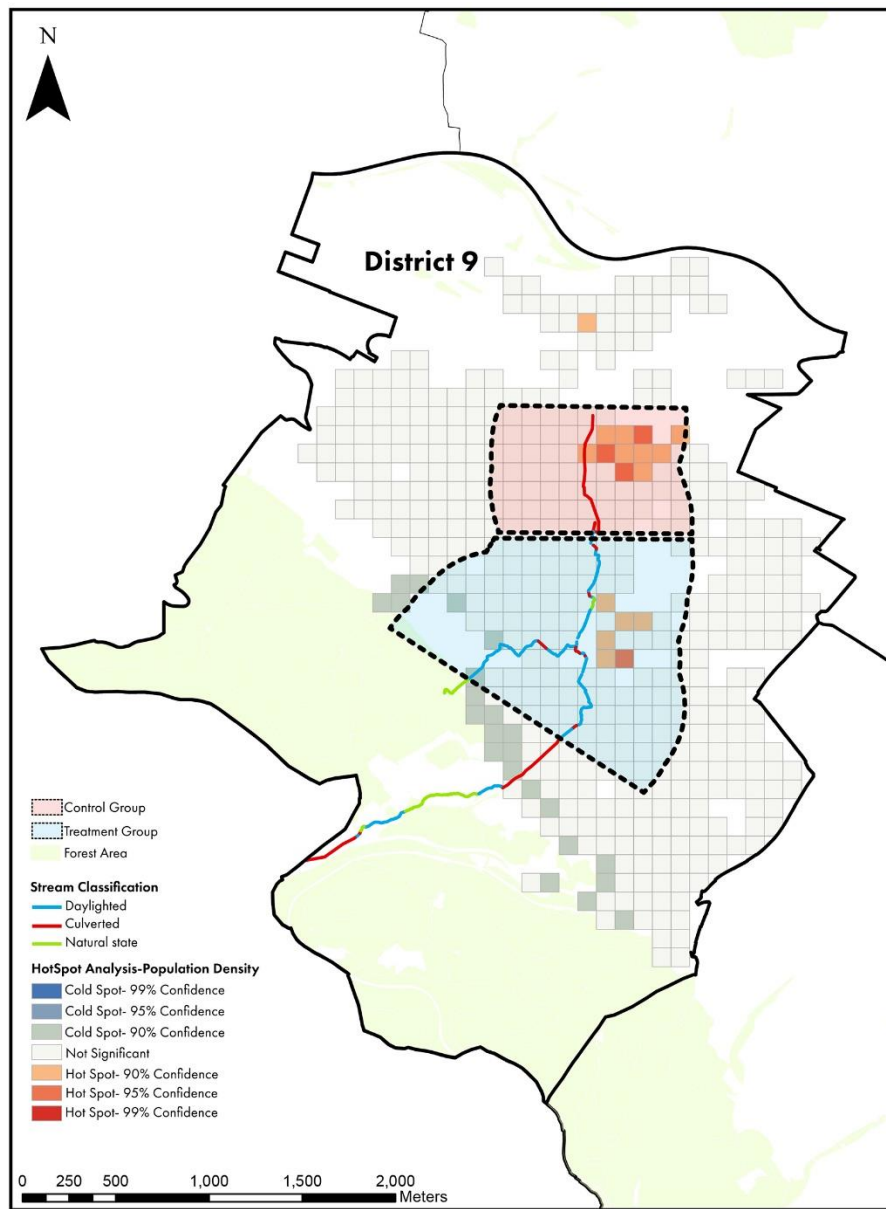 N
District 9
Control Group
Treatment Group
Forest Area
Stream Classification
Daylighted
Culverted
Natural state
HotSpot Analysis-Population Density
Cold Spot- 99% Confidence
Cold Spot- 95% Confidence
Cold Spot- 90% Confidence
Not Significant
Hot Spot- 90% Confidence
Hot Spot- 95% Confidence
Hot Spot- 99% Confidence
0 250 500 1,000 1,500 2,000
Meters